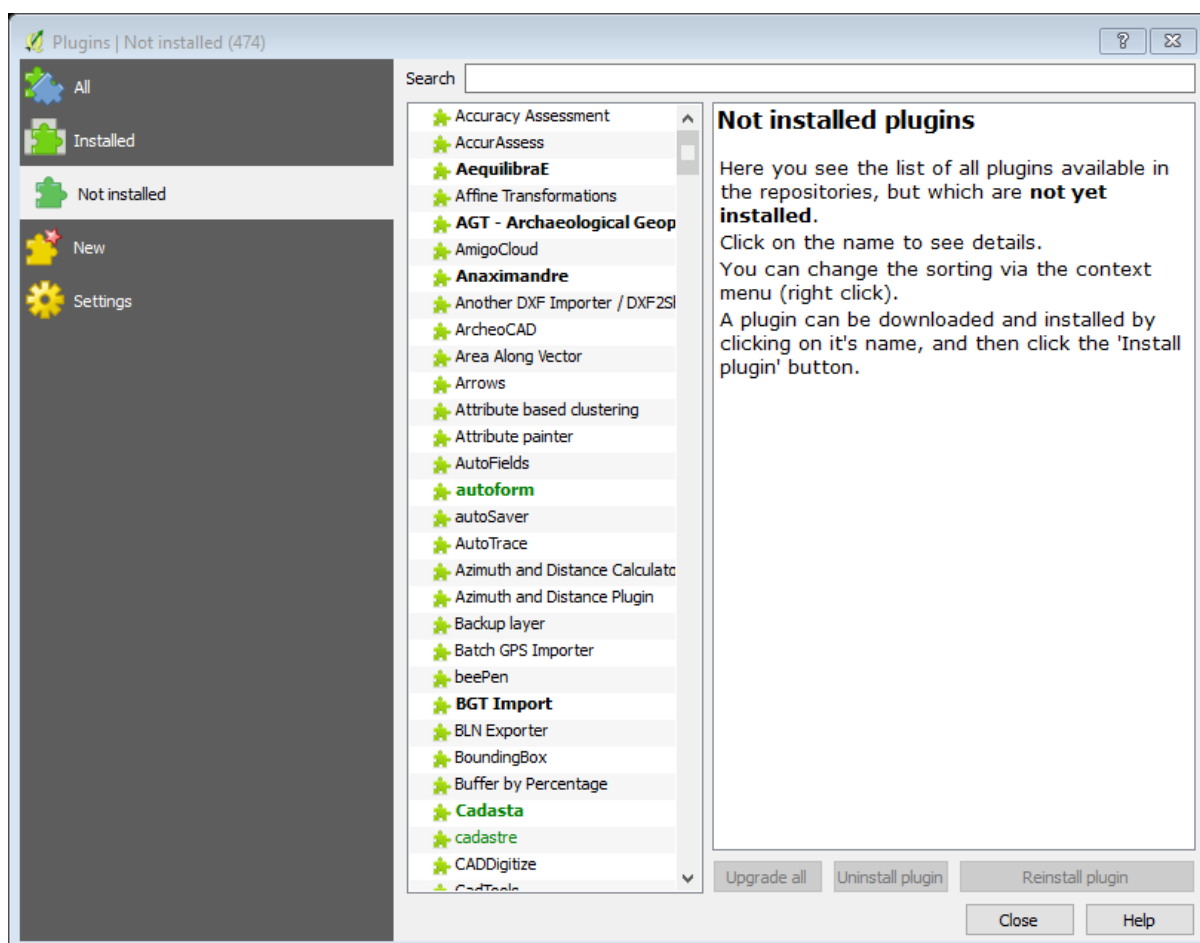 Plugins | Not installed (474)
All
Installed
Not installed
New
Settings
Search
Accuracy Assessment
AccurAssess
AequilibraE
Affine Transformations
AGT - Archaeological Geop
AmigoCloud
Anaximandre
Another DXF Importer / DXF2Sl
ArcheoCAD
Area Along Vector
Arrows
Attribute based clustering
Attribute painter
AutoFields
autoform
autoSaver
AutoTrace
Azimuth and Distance Calculato
Azimuth and Distance Plugin
Backup layer
Batch GPS Importer
beePen
BGT Import
BLN Exporter
BoundingBox
Buffer by Percentage
Cadasta
cadastre
CADDigitize
CadTools
Not installed plugins
Here you see the list of all plugins available in
the repositories, but which are not yet
installed.
Click on the name to see details.
You can change the sorting via the context
menu (right click).
A plugin can be downloaded and installed by
clicking on it's name, and then click the 'Install
plugin' button.
Upgrade all
Uninstall plugin
Reinstall plugin
Close
Help